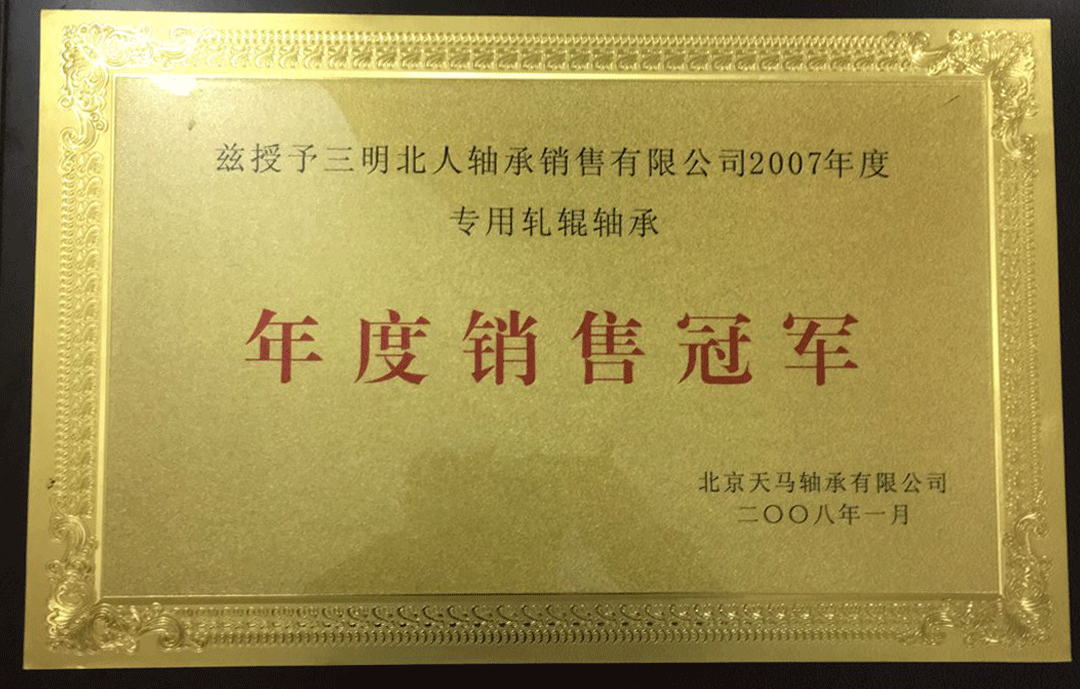 兹授予三明北人轴承销售有限公司2007年度
专用轧辊轴承
年度销售冠军
北京天马轴承有限公司
二〇〇八年一月